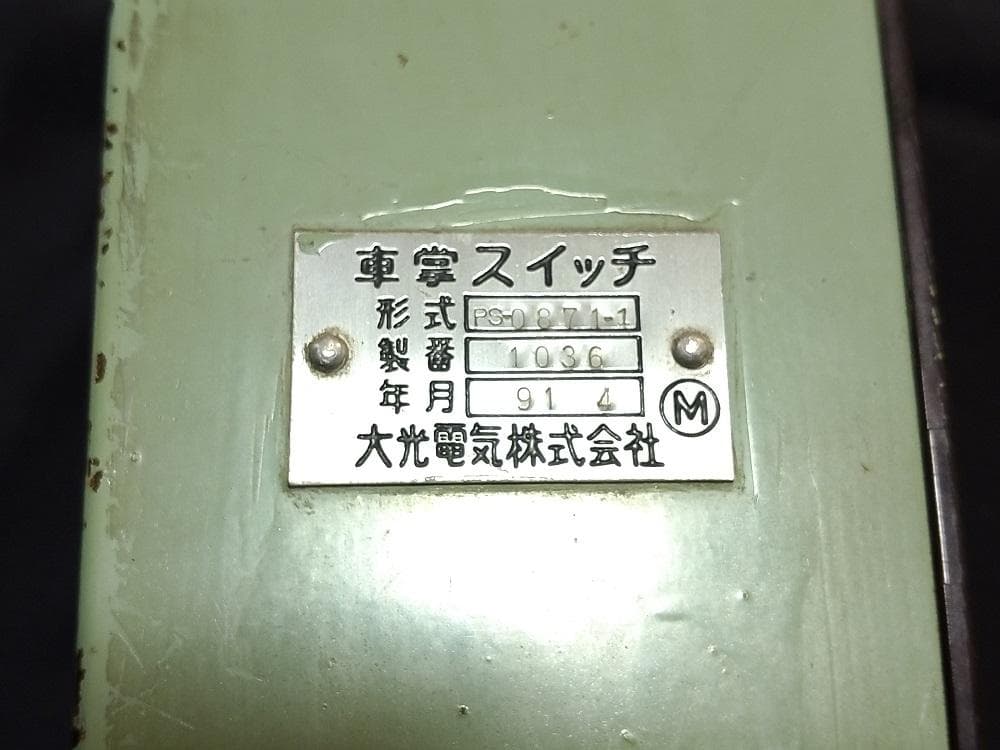 車掌スイッチ
形式 PS-0871-1
製番 1036
年月 91 4
M
大光電気株式会社